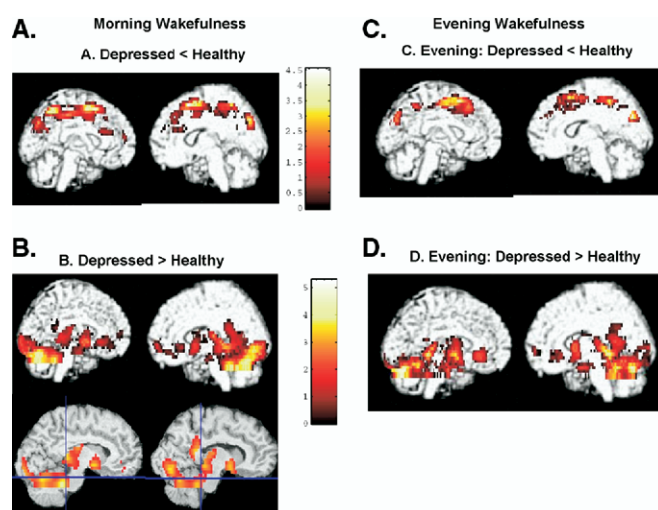 A.
Morning Wakefulness
A. Depressed < Healthy
4.5
4
3.5
3
2.5
2
1.5
1
0.5
0
C.
Evening Wakefulness
C. Evening: Depressed < Healthy
B.
B. Depressed > Healthy
5
4
3
2
1
0
D.
D. Evening: Depressed > Healthy